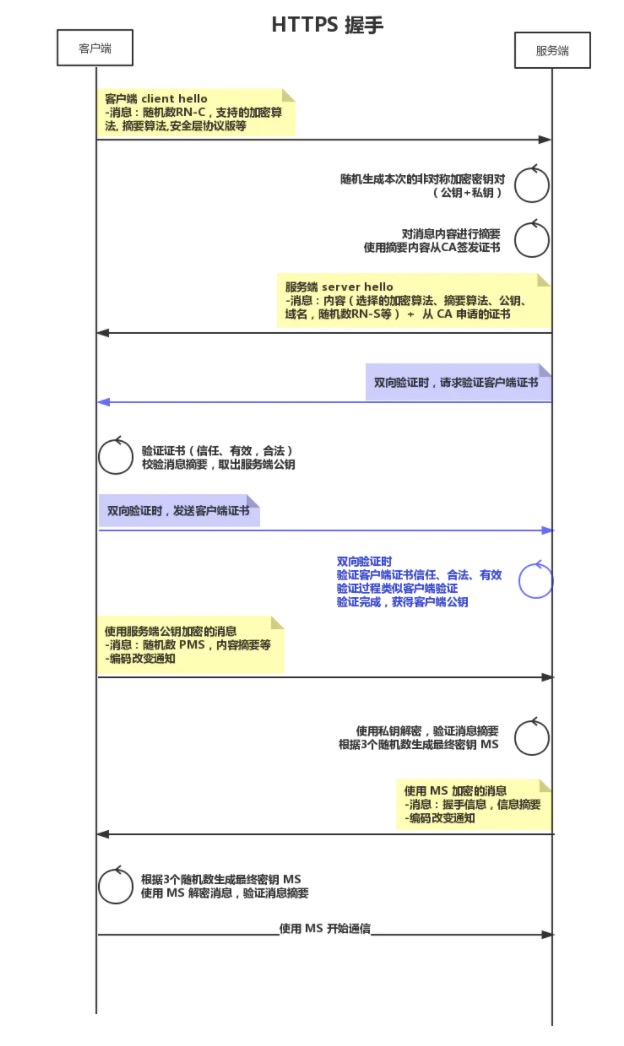 HTTPS 握手
客户端
服务端
客户端 client hello
-消息：随机数RN-C，支持的加密算
法, 摘要算法,安全层协议版等
随机生成本次的非对称加密密钥对
（公钥+私钥）
对消息内容进行摘要
使用摘要内容从CA签发证书
服务端 server hello
-消息：内容（选择的加密算法、摘要算法、公钥、
域名，随机数RN-S等） + 从 CA 申请的证书
双向验证时，请求验证客户端证书
验证证书（信任、有效，合法）
校验消息摘要，取出服务端公钥
双向验证时，发送客户端证书
双向验证时
验证客户端证书信任、合法、有效
验证过程类似客户端验证
验证完成，获得客户端公钥
使用服务端公钥加密的消息
-消息：随机数 PMS，内容摘要等
-编码改变通知
使用私钥解密，验证消息摘要
根据3个随机数生成最终密钥 MS
使用 MS 加密的消息
-消息：握手信息，信息摘要
-编码改变通知
根据3个随机数生成最终密钥 MS
使用 MS 解密消息，验证消息摘要
使用 MS 开始通信